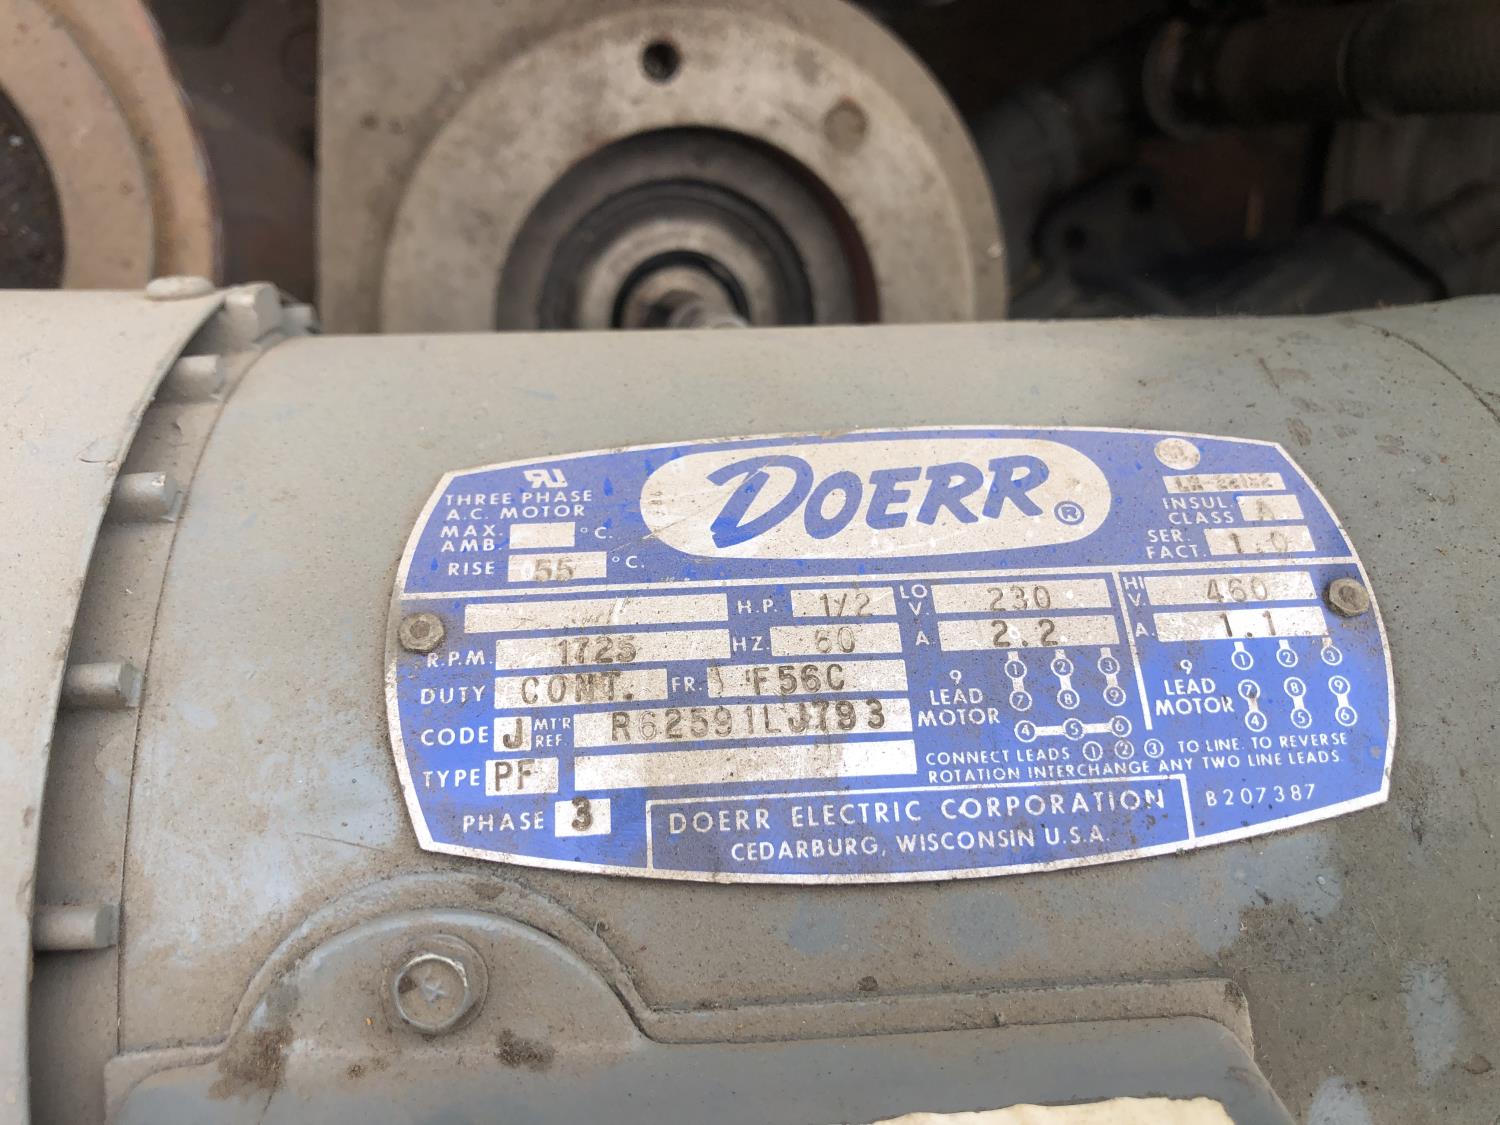 THREE PHASE
A.C. MOTOR
MAX. AMB. °C.
RISE 55 °C.
DOERR ®
INSUL. CLASS A
SER. FACT. 1.0
H.P. 1/2 LO V. 230 HI V. 460
R.P.M. 1725 HZ. 60 A. 2.2 A. 1.1
DUTY CONT. FR. F56C
CODE J MT'R REF. R62591LJ793
TYPE PF
PHASE 3
9 LEAD MOTOR
1 2 3
7 8 9
4 5 6
9 LEAD MOTOR
1 2 3
7 8 9
4 5 6
CONNECT LEADS 1 2 3 TO LINE. TO REVERSE
ROTATION INTERCHANGE ANY TWO LINE LEADS.
DOERR ELECTRIC CORPORATION
CEDARBURG, WISCONSIN U.S.A.
B207387